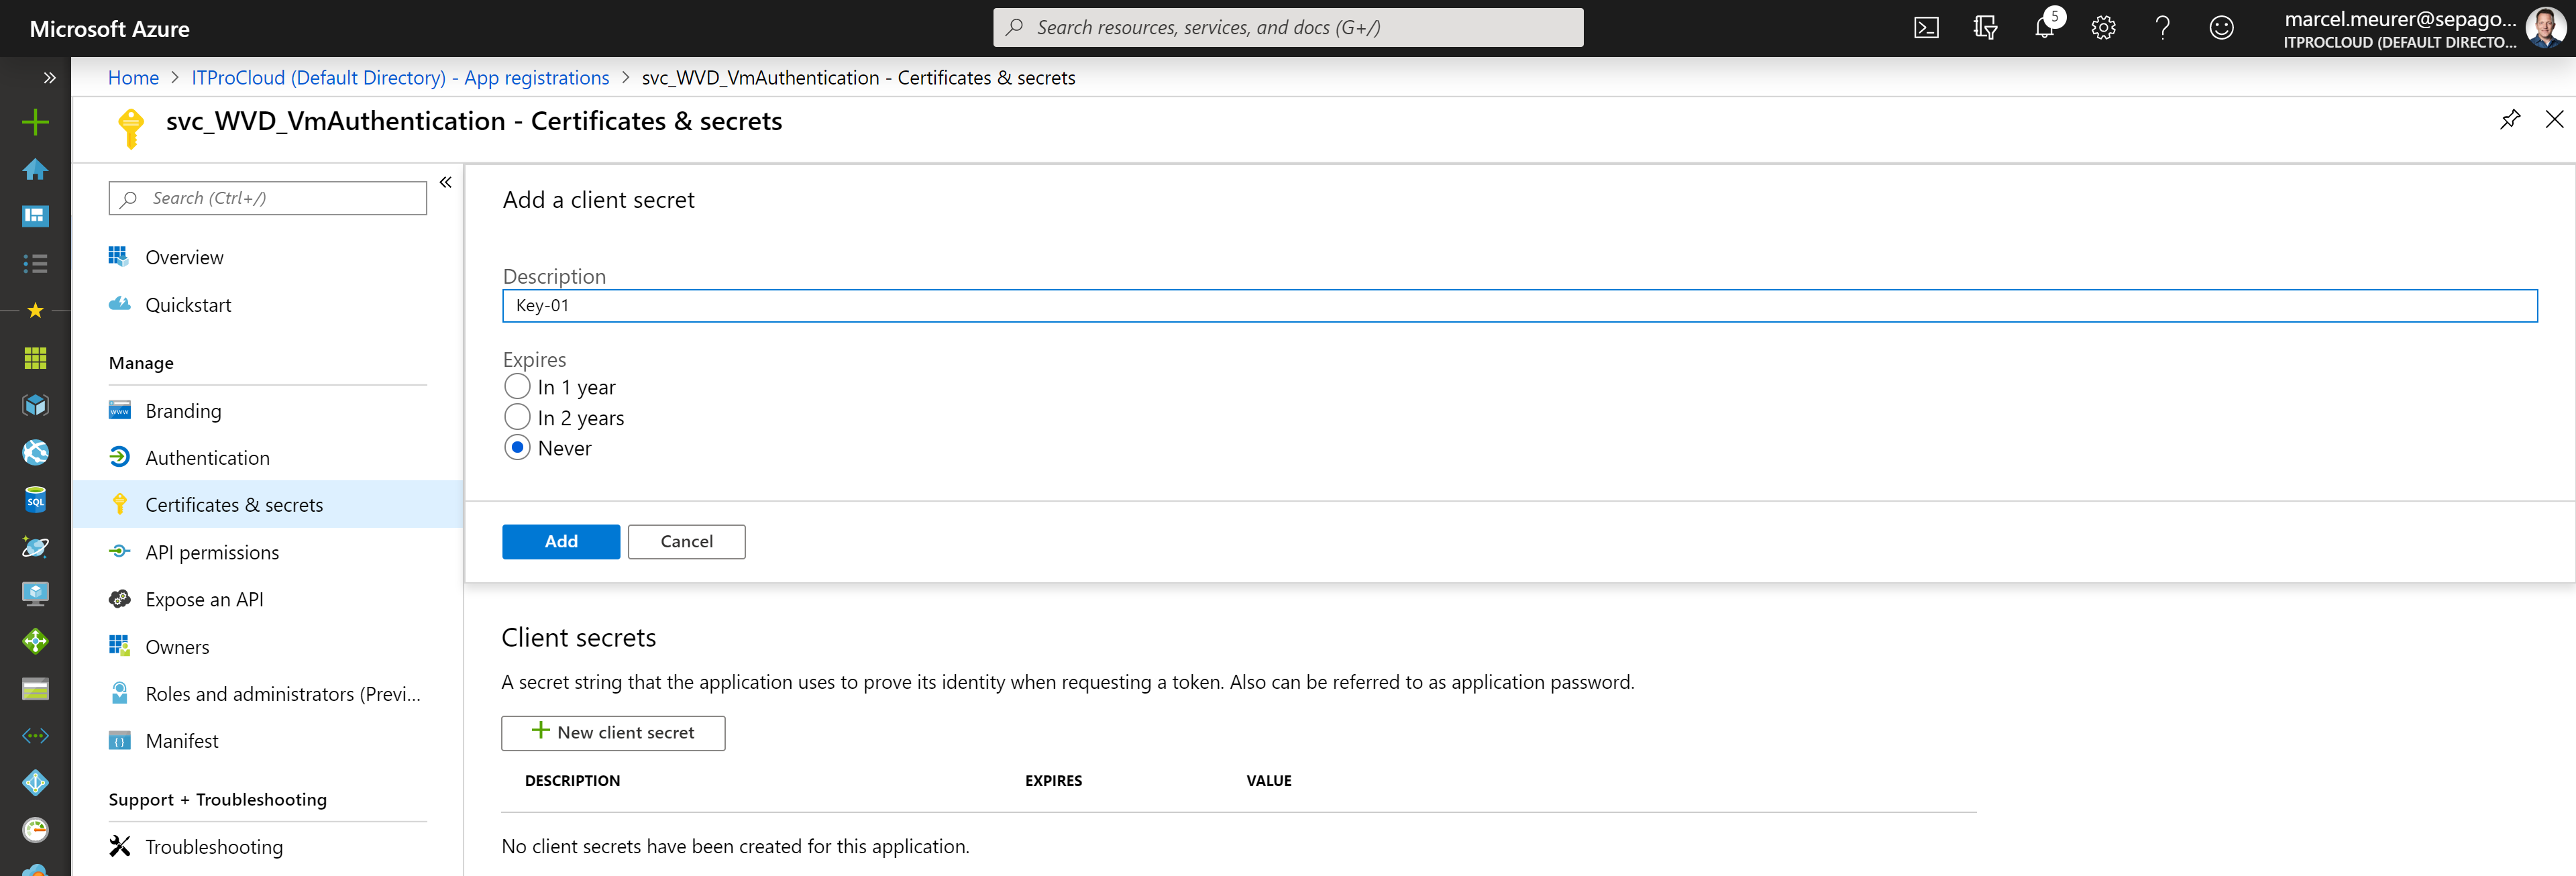 Microsoft Azure
Search resources, services, and docs (G+/)
5
marcel.meurer@sepago...
ITPROCLOUD (DEFAULT DIRECTO...
Home > ITProCloud (Default Directory) - App registrations > svc_WVD_VmAuthentication - Certificates & secrets
svc_WVD_VmAuthentication - Certificates & secrets
Search (Ctrl+/)
Overview
Quickstart
Manage
Branding
Authentication
Certificates & secrets
API permissions
Expose an API
Owners
Roles and administrators (Previ...
Manifest
Support + Troubleshooting
Troubleshooting
Add a client secret
Description
Key-01
Expires
In 1 year
In 2 years
Never
Add
Cancel
Client secrets
A secret string that the application uses to prove its identity when requesting a token. Also can be referred to as application password.
New client secret
DESCRIPTION EXPIRES VALUE
No client secrets have been created for this application.
SQL
www